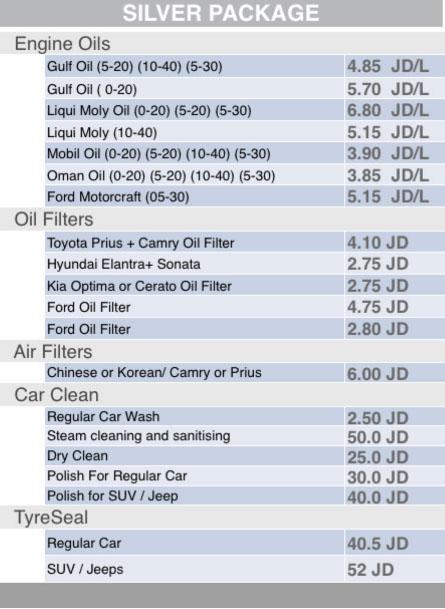 SILVER PACKAGE
Engine Oils
Gulf Oil (5-20) (10-40) (5-30) 4.85 JD/L
Gulf Oil ( 0-20) 5.70 JD/L
Liqui Moly Oil (0-20) (5-20) (5-30) 6.80 JD/L
Liqui Moly (10-40) 5.15 JD/L
Mobil Oil (0-20) (5-20) (10-40) (5-30) 3.90 JD/L
Oman Oil (0-20) (5-20) (10-40) (5-30) 3.85 JD/L
Ford Motorcraft (05-30) 5.15 JD/L
Oil Filters
Toyota Prius + Camry Oil Filter 4.10 JD
Hyundai Elantra+ Sonata 2.75 JD
Kia Optima or Cerato Oil Filter 2.75 JD
Ford Oil Filter 4.75 JD
Ford Oil Filter 2.80 JD
Air Filters
Chinese or Korean/ Camry or Prius 6.00 JD
Car Clean
Regular Car Wash 2.50 JD
Steam cleaning and sanitising 50.0 JD
Dry Clean 25.0 JD
Polish For Regular Car 30.0 JD
Polish for SUV / Jeep 40.0 JD
TyreSeal
Regular Car 40.5 JD
SUV / Jeeps 52 JD